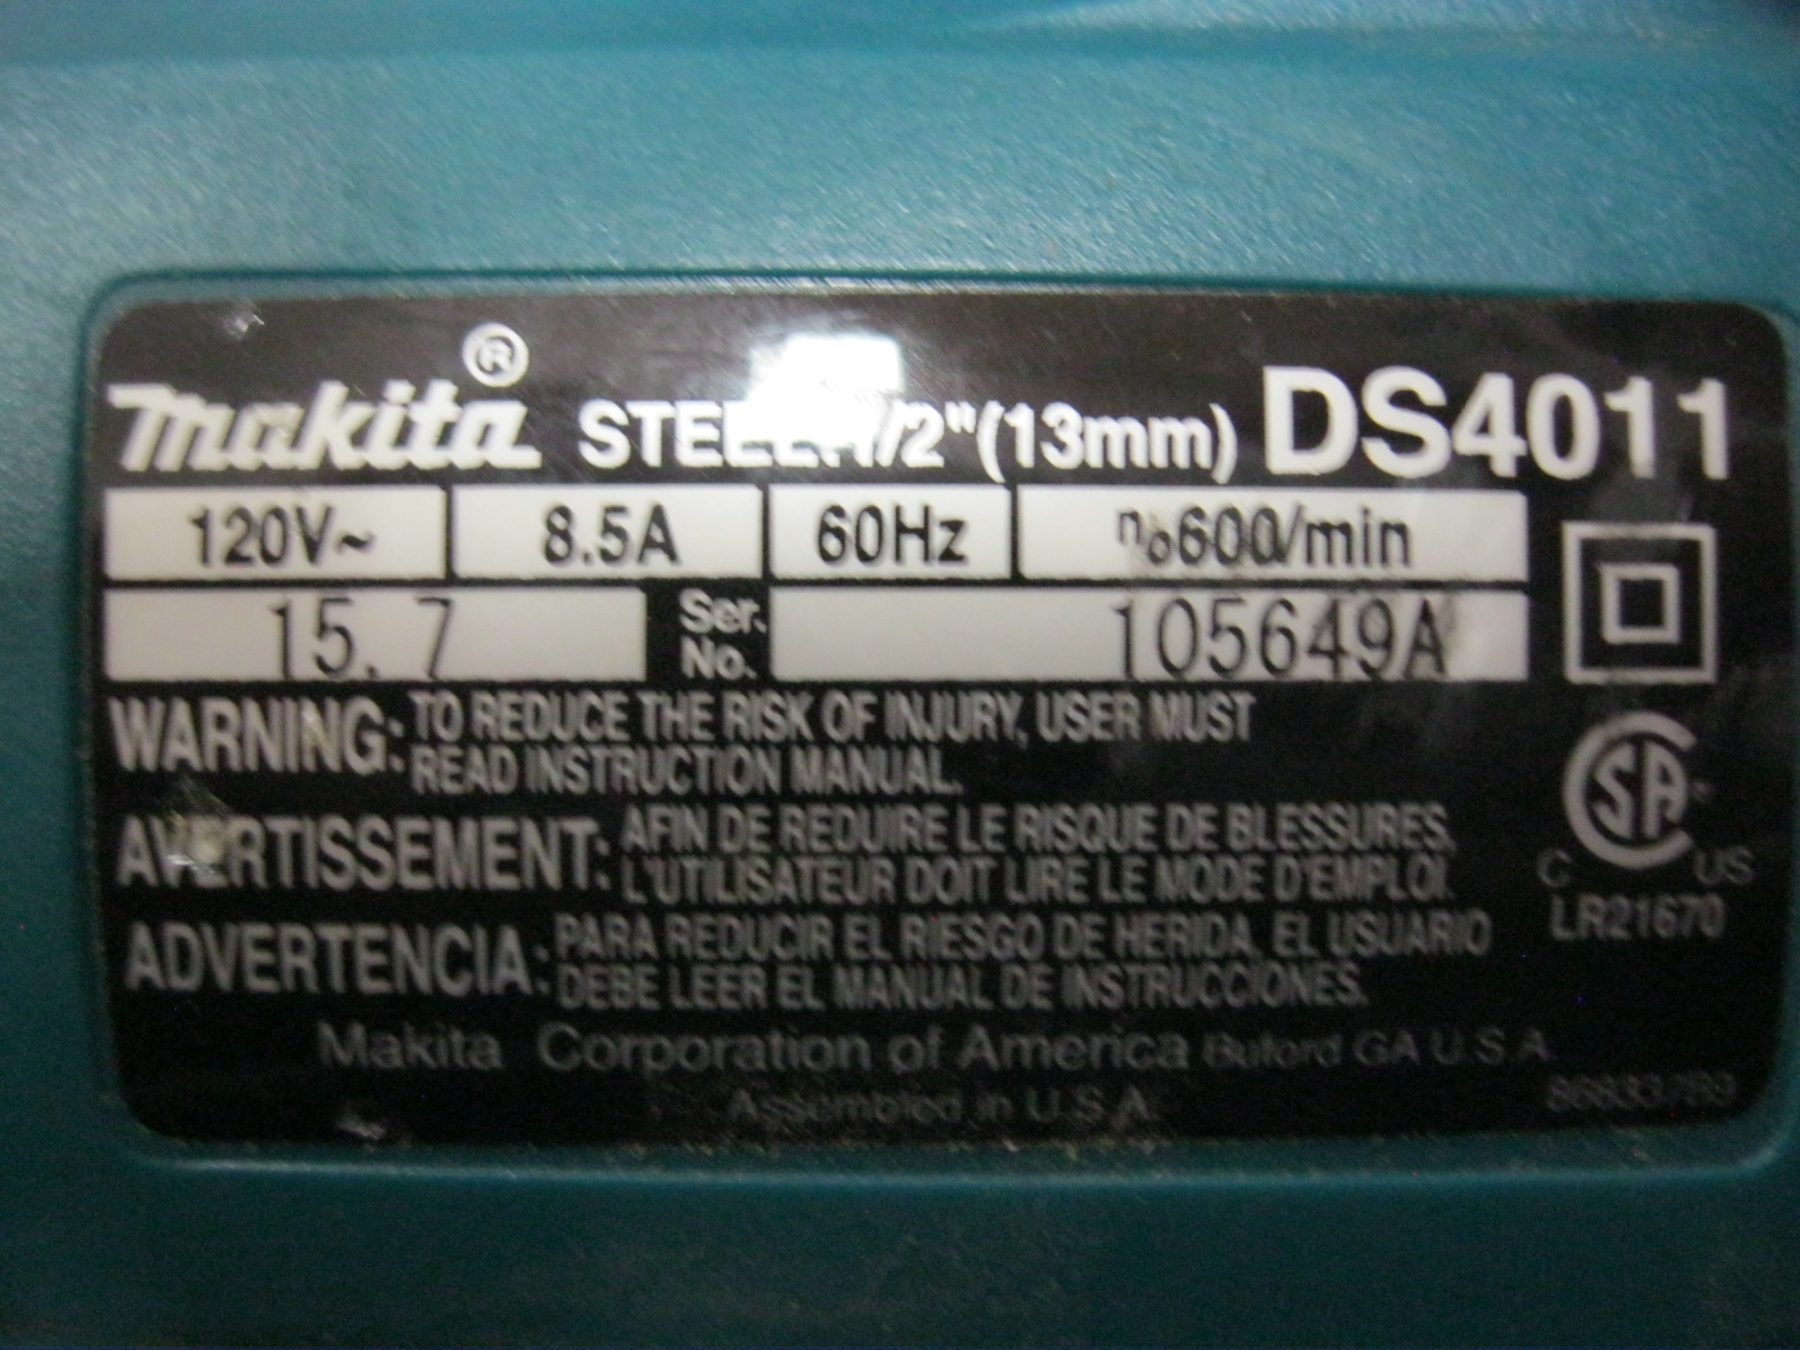 makita® STEEL: 1/2"(13mm) DS4011
120V~ 8.5A 60Hz n₀600/min
15. 7 Ser. No. 105649A
WARNING: TO REDUCE THE RISK OF INJURY, USER MUST
READ INSTRUCTION MANUAL.
AVERTISSEMENT: AFIN DE REDUIRE LE RISQUE DE BLESSURES,
L'UTILISATEUR DOIT LIRE LE MODE D'EMPLOI.
ADVERTENCIA: PARA REDUCIR EL RIESGO DE HERIDA, EL USUARIO
DEBE LEER EL MANUAL DE INSTRUCCIONES.
CSA
C US
LR21670
Makita Corporation of America Buford GA U.S.A.
Assembled in U.S.A.